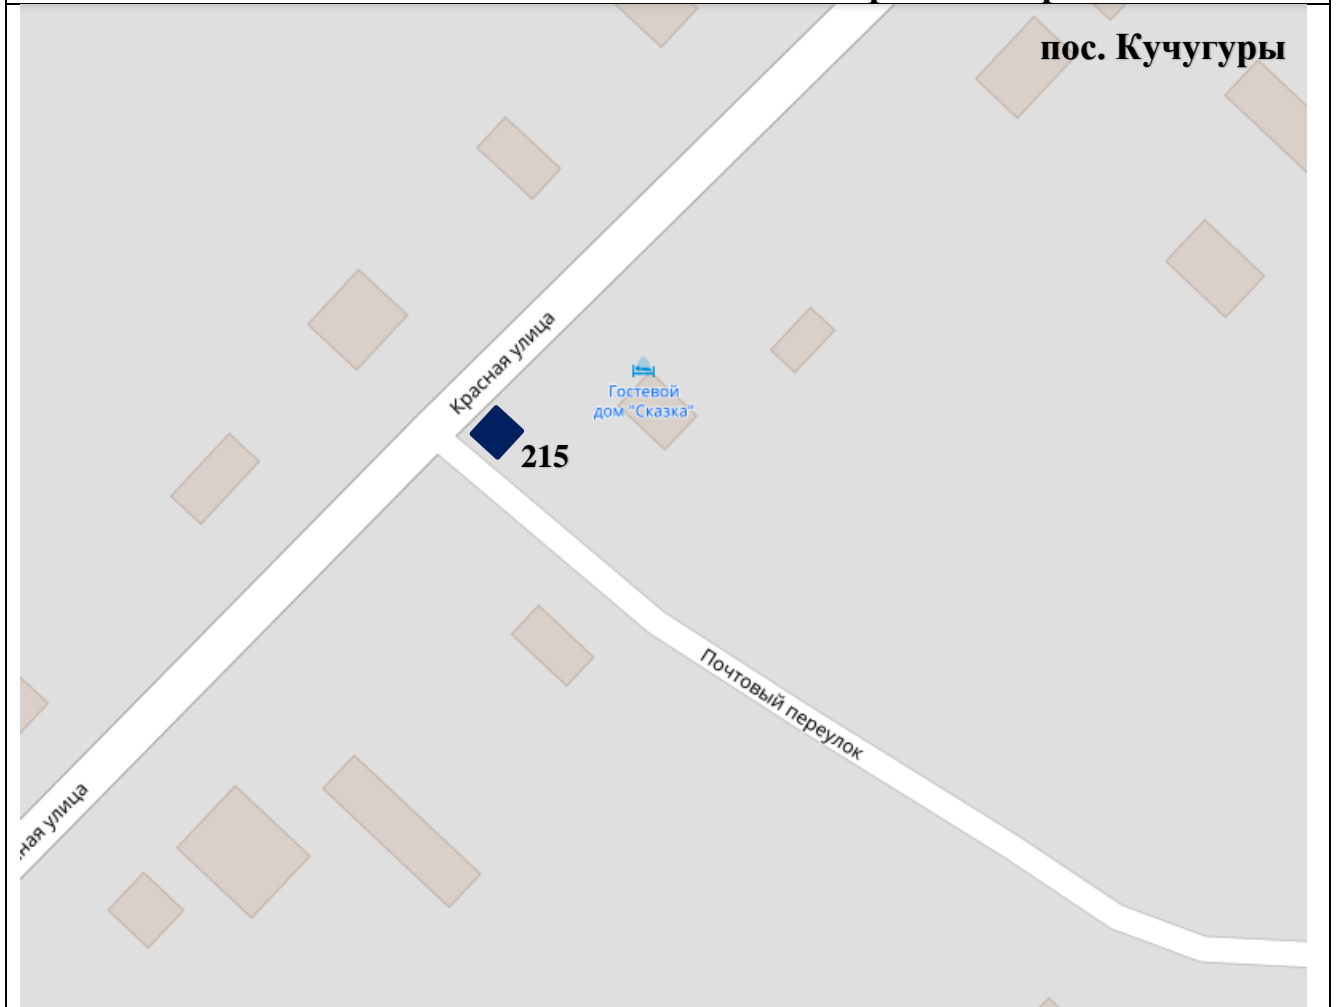 пос. Кучугуры
Красная улица
Гостевой
дом "Сказка"
215
Почтовый переулок
ная улица